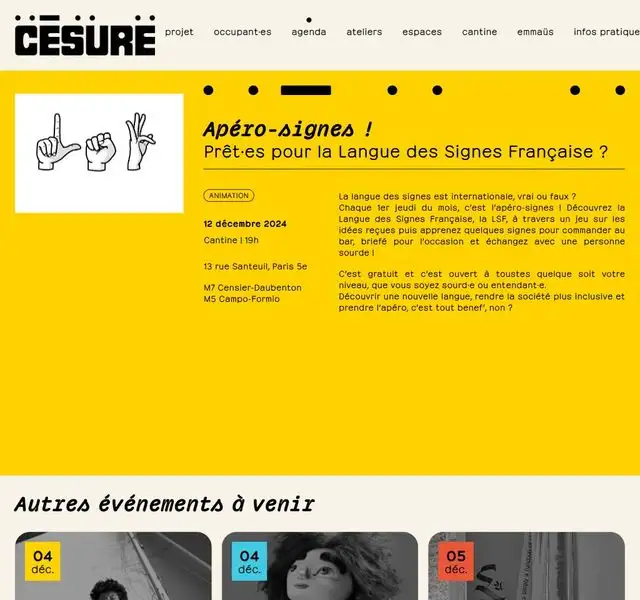 CĖSURE
projet occupant·es agenda ateliers espaces cantine emmaüs infos pratique
Apéro-signes !
Prêt·es pour la Langue des Signes Française ?
ANIMATION
12 décembre 2024
Cantine | 19h
13 rue Santeuil, Paris 5e
M7 Censier-Daubenton
M5 Campo-Formio
La langue des signes est internationale, vrai ou faux ?
Chaque 1er jeudi du mois, c'est l'apéro-signes ! Découvrez la
Langue des Signes Française, la LSF, à travers un jeu sur les
idées reçues puis apprenez quelques signes pour commander au
bar, briefé pour l'occasion et échangez avec une personne
sourde !
C'est gratuit et c'est ouvert à toustes quelque soit votre
niveau, que vous soyez sourd·e ou entendant·e.
Découvrir une nouvelle langue, rendre la société plus inclusive et
prendre l'apéro, c'est tout benef', non ?
Autres événements à venir
04
déc.
04
déc.
05
déc.